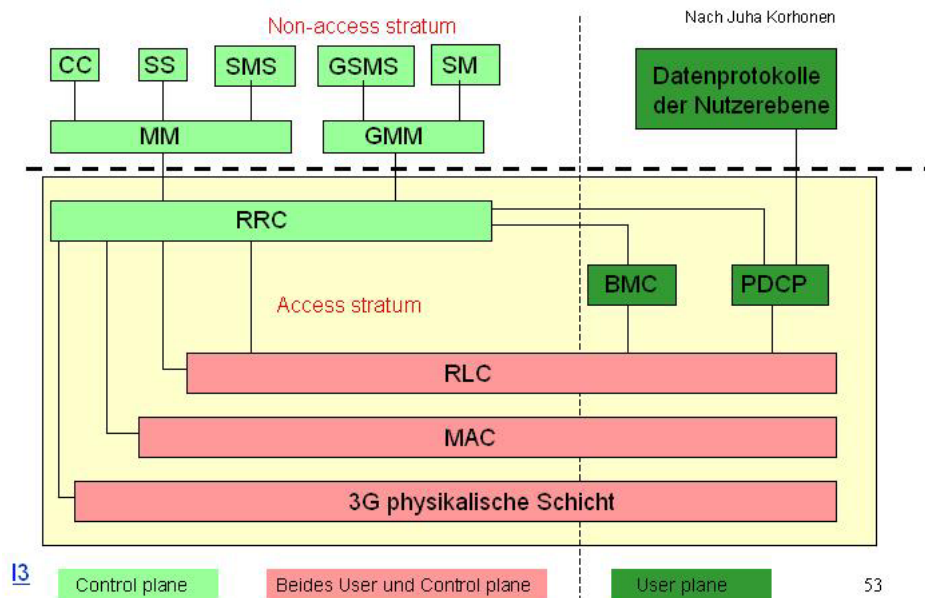 Nach Juha Korhonen
Non-access stratum
CC
SS
SMS
GSMS
SM
Datenprotokolle
der Nutzerebene
MM
GMM
RRC
BMC
PDCP
Access stratum
RLC
MAC
3G physikalische Schicht
I3
Control plane
Beides User und Control plane
User plane
53